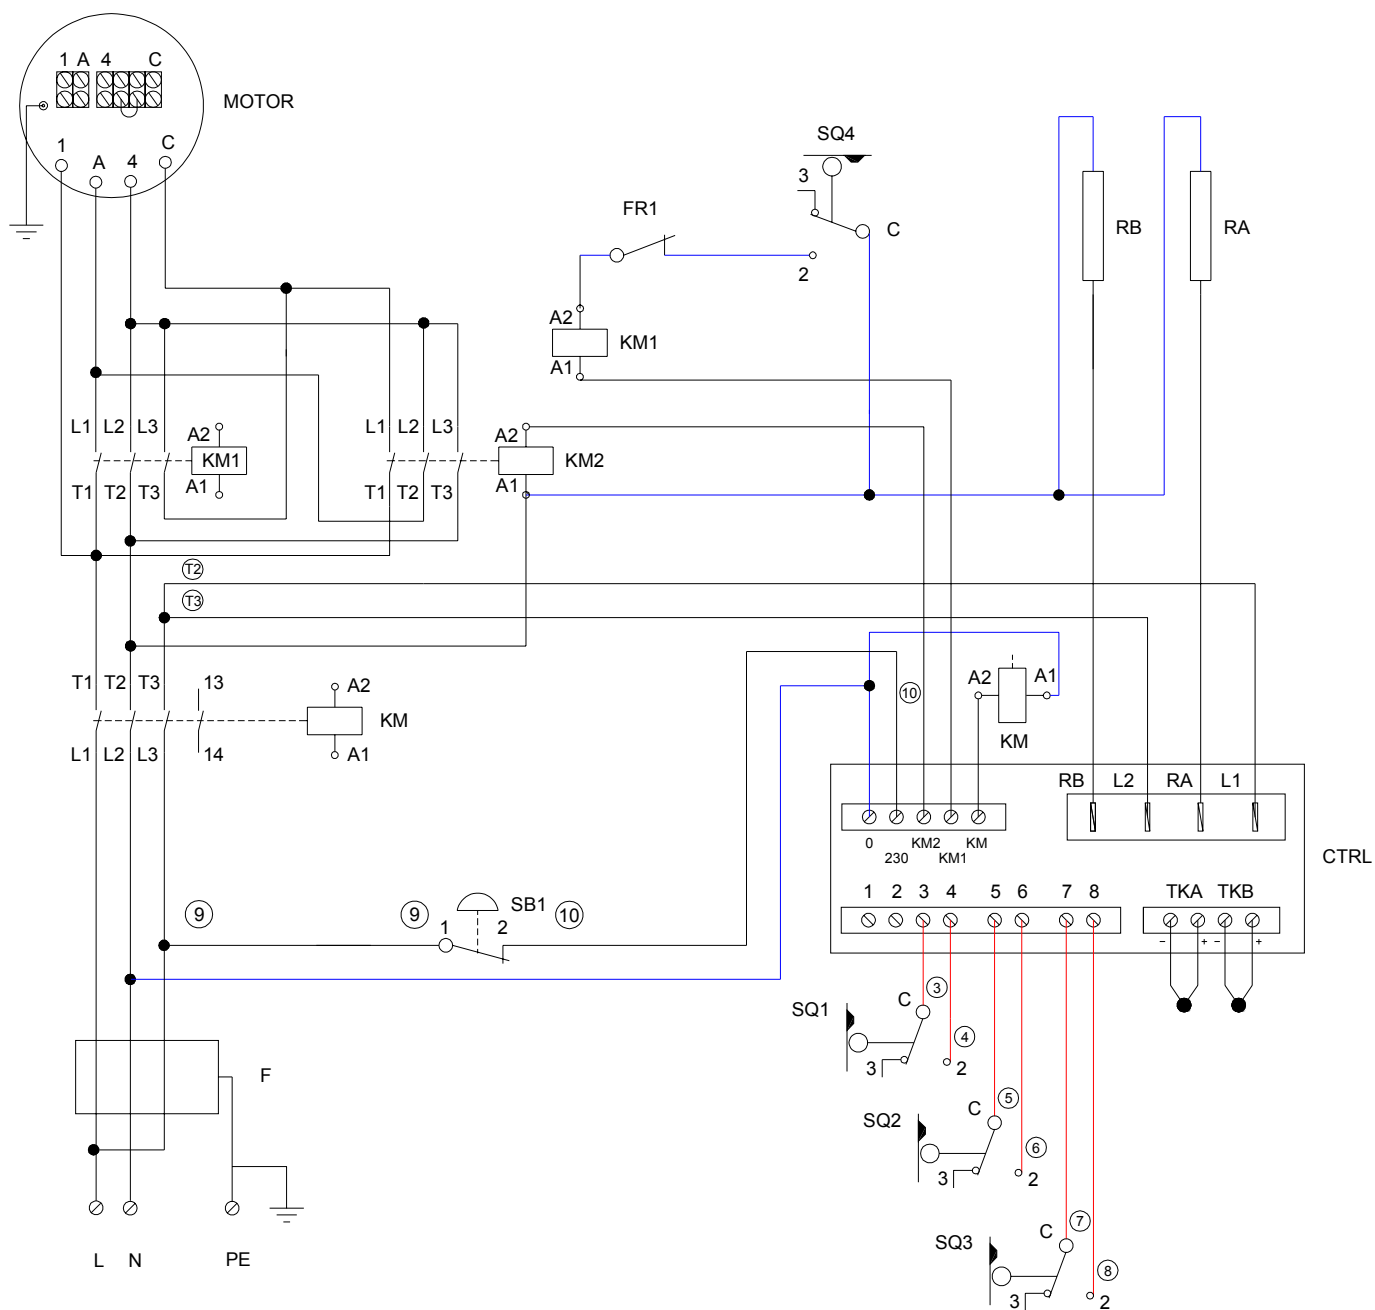 1 A 4 C
MOTOR
1 A 4 C
SQ4
3
C
2
FR1
RB
RA
A2
KM1
A1
L1 L2 L3
A2
KM1
A1
T1 T2 T3
L1 L2 L3
A2
KM2
A1
T1 T2 T3
T2
T3
T1 T2 T3 13
A2
KM
A1
L1 L2 L3 14
10
A2 A1
KM
RB L2 RA L1
0 230 KM2 KM1 KM
CTRL
1 2 3 4 5 6 7 8
TKA TKB
– + – +
9
9
1
SB1
2
10
SQ1
C
3
4
3
2
SQ2
C
5
6
3
2
SQ3
C
7
8
3
2
F
L N PE